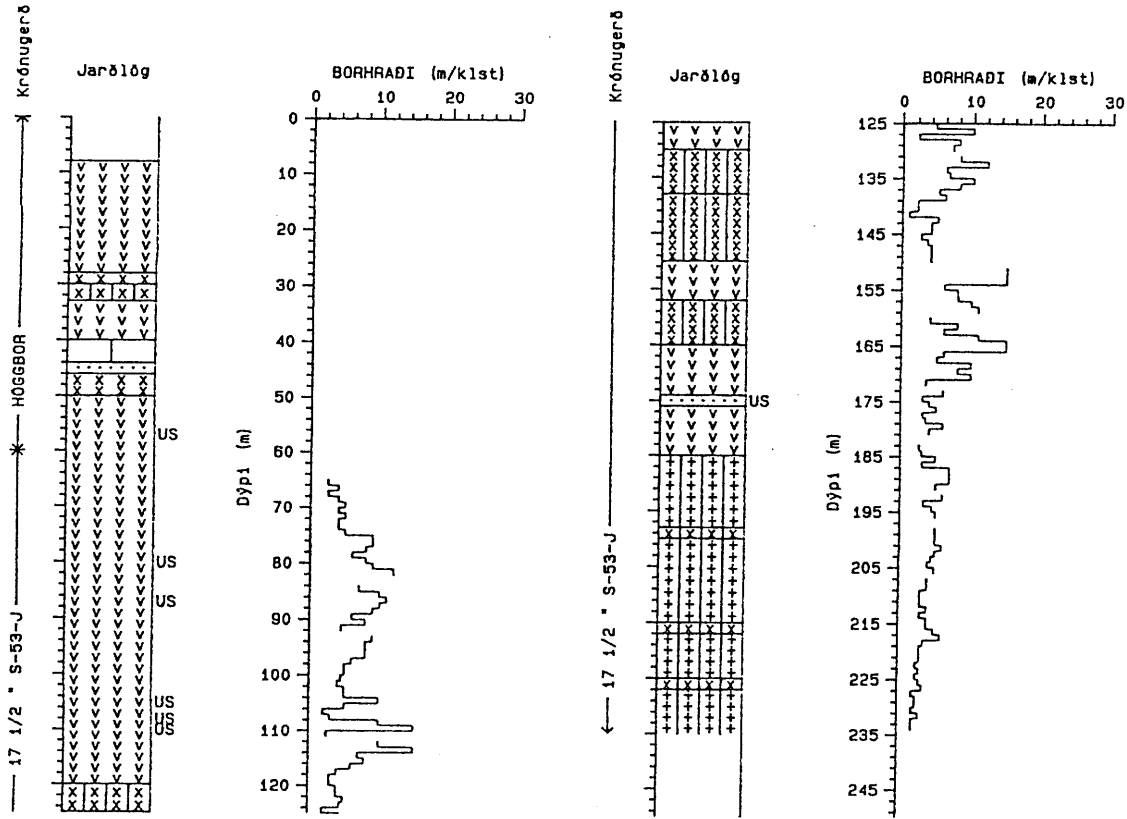 Krónugerð
Jarðlög
BORHRAÐI (m/klst)
0 10 20 30
0
10
20
30
40
50
60
70
80
90
100
110
120
Dýpi (m)
HÖGGBOR
17 1/2 " S-53-J
US
US
US
US
US
US
Krónugerð
Jarðlög
BORHRAÐI (m/klst)
0 10 20 30
125
135
145
155
165
175
185
195
205
215
225
235
245
Dýpi (m)
17 1/2 " S-53-J
US